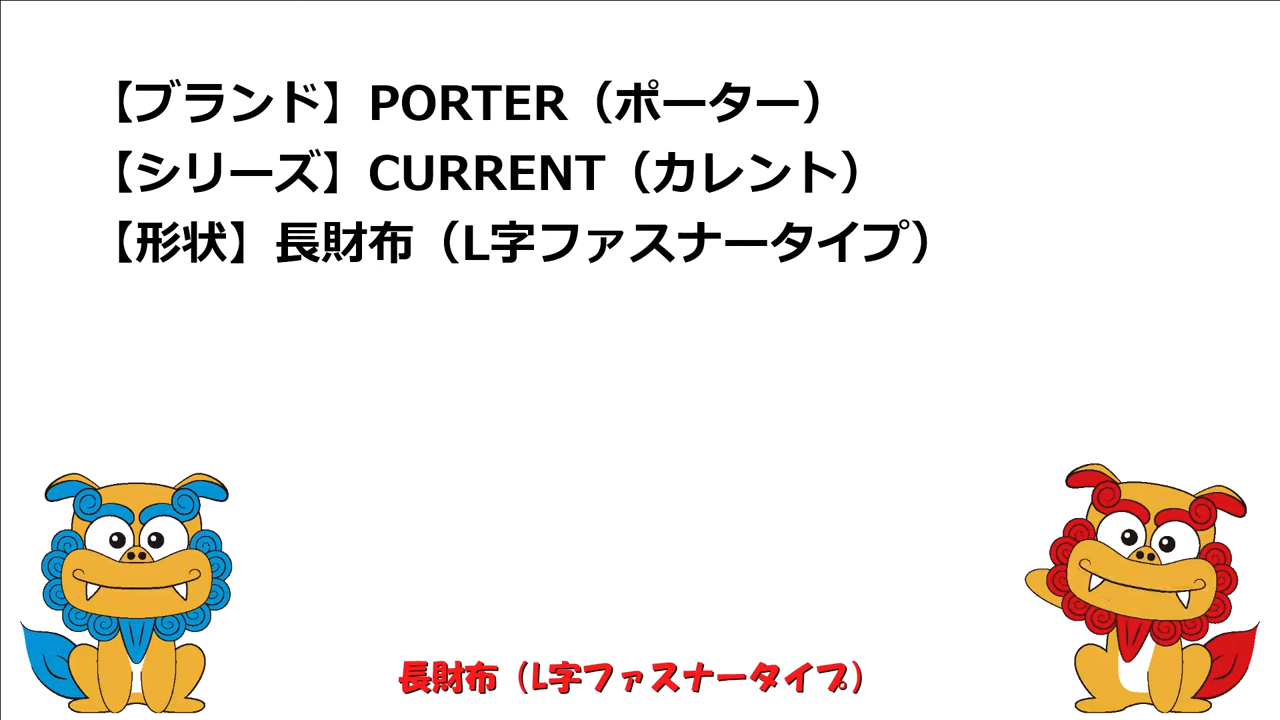 【ブランド】PORTER（ポーター）
【シリーズ】CURRENT（カレント）
【形状】長財布（L字ファスナータイプ）
長財布（L字ファスナータイプ）